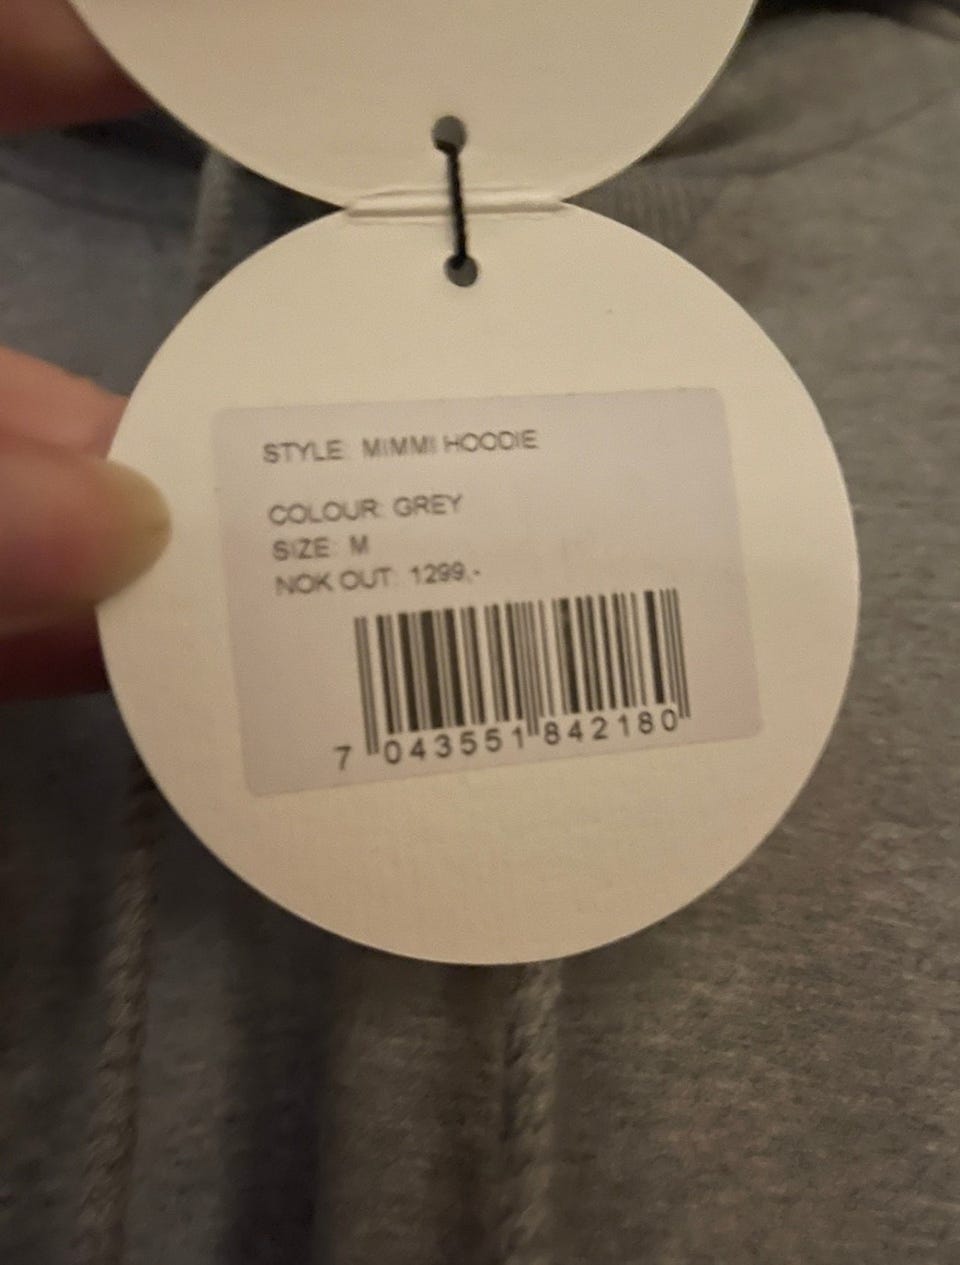 STYLE: MIMMI HOODIE
COLOUR: GREY
SIZE: M
NOK OUT: 1299,-
7 043551 842180